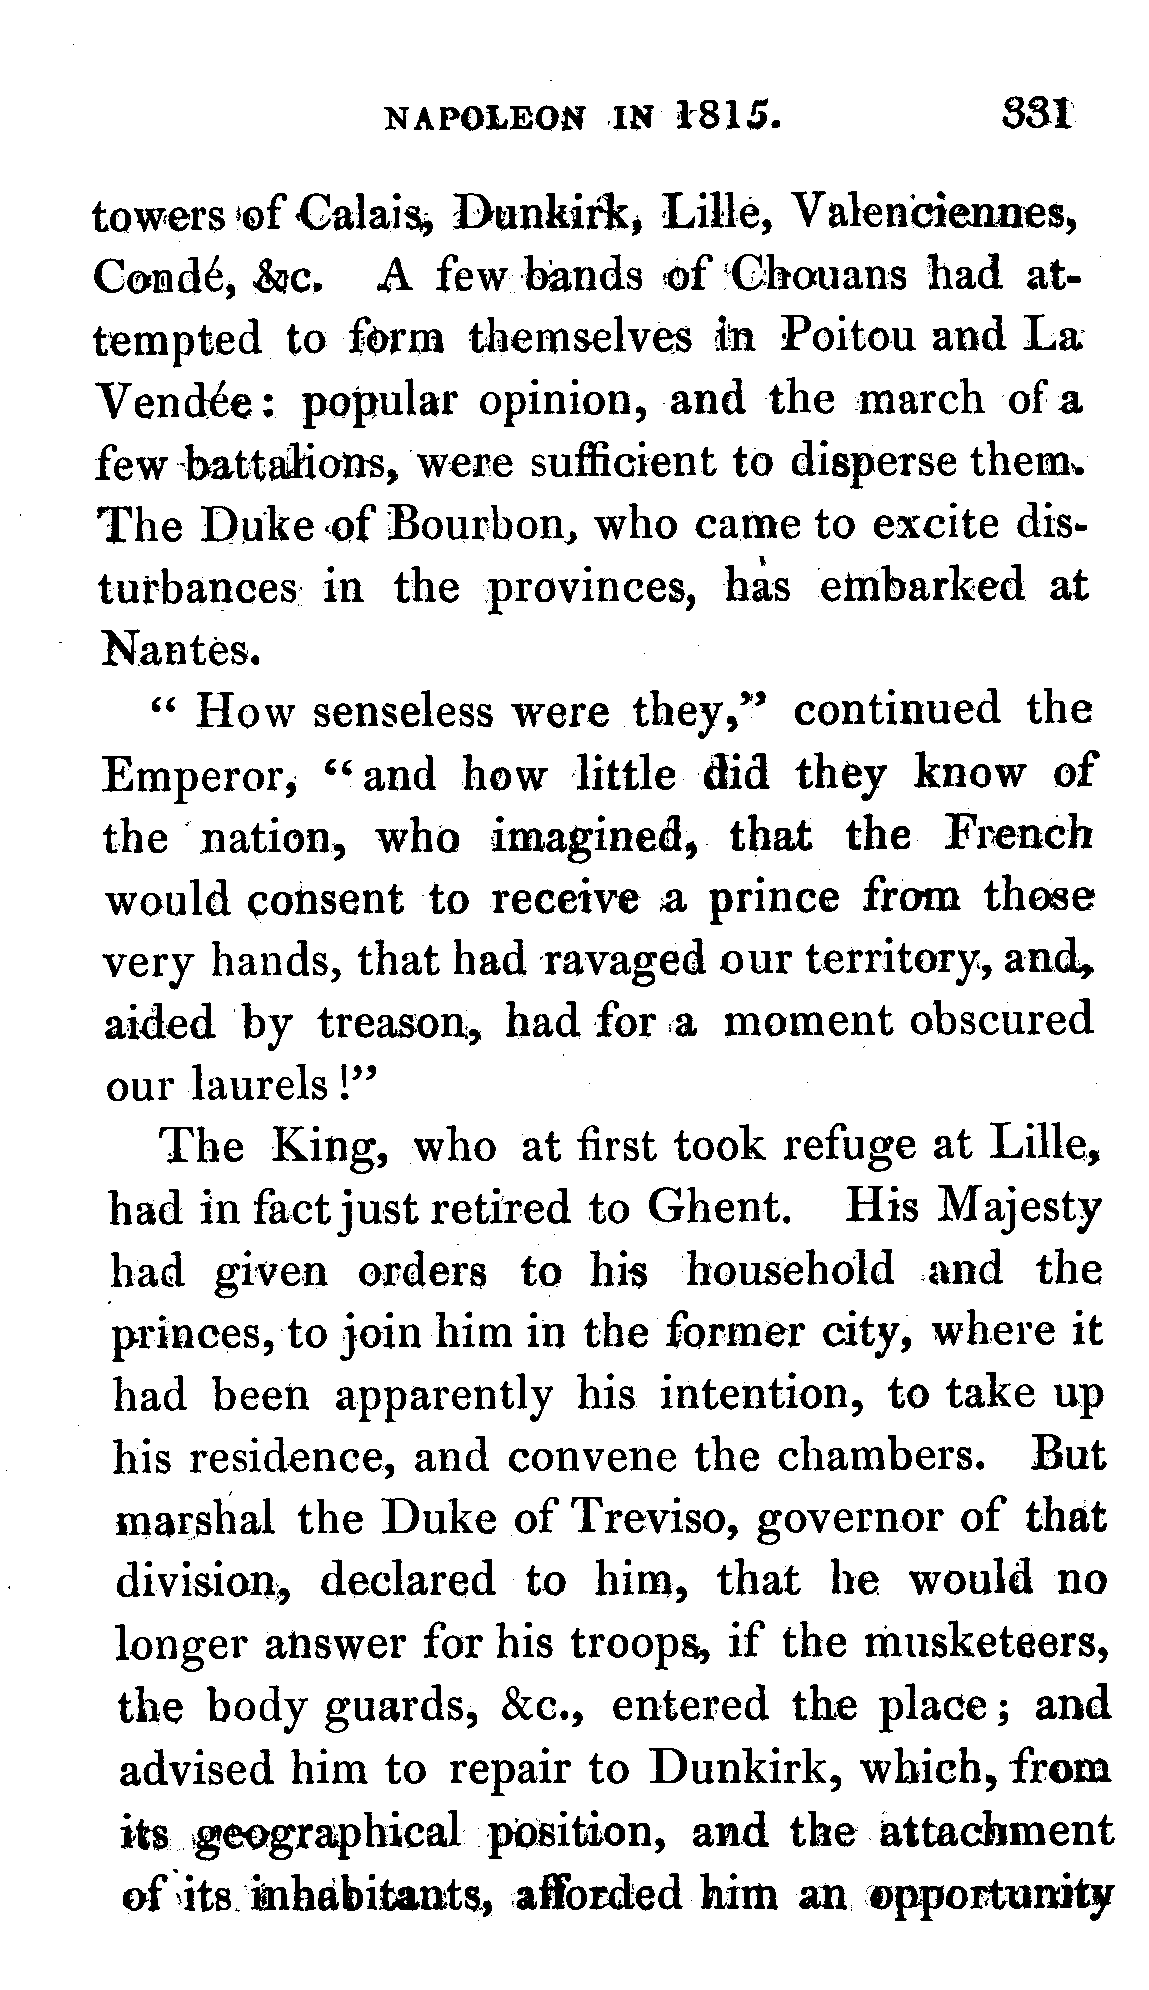 NAPOLEON IN 1815. 331
towers of Calais, Dunkirk, Lille, Valenciennes,
Condé, &c. A few bands of Chouans had at-
tempted to form themselves in Poitou and La
Vendée: popular opinion, and the march of a
few battalions, were sufficient to disperse them.
The Duke of Bourbon, who came to excite dis-
turbances in the provinces, has embarked at
Nantes.
" How senseless were they," continued the
Emperor, "and how little did they know of
the nation, who imagined, that the French
would consent to receive a prince from those
very hands, that had ravaged our territory, and,
aided by treason, had for a moment obscured
our laurels!"
The King, who at first took refuge at Lille,
had in fact just retired to Ghent. His Majesty
had given orders to his household and the
princes, to join him in the former city, where it
had been apparently his intention, to take up
his residence, and convene the chambers. But
marshal the Duke of Treviso, governor of that
division, declared to him, that he would no
longer answer for his troops, if the musketeers,
the body guards, &c., entered the place; and
advised him to repair to Dunkirk, which, from
its geographical position, and the attachment
of its inhabitants, afforded him an opportunity